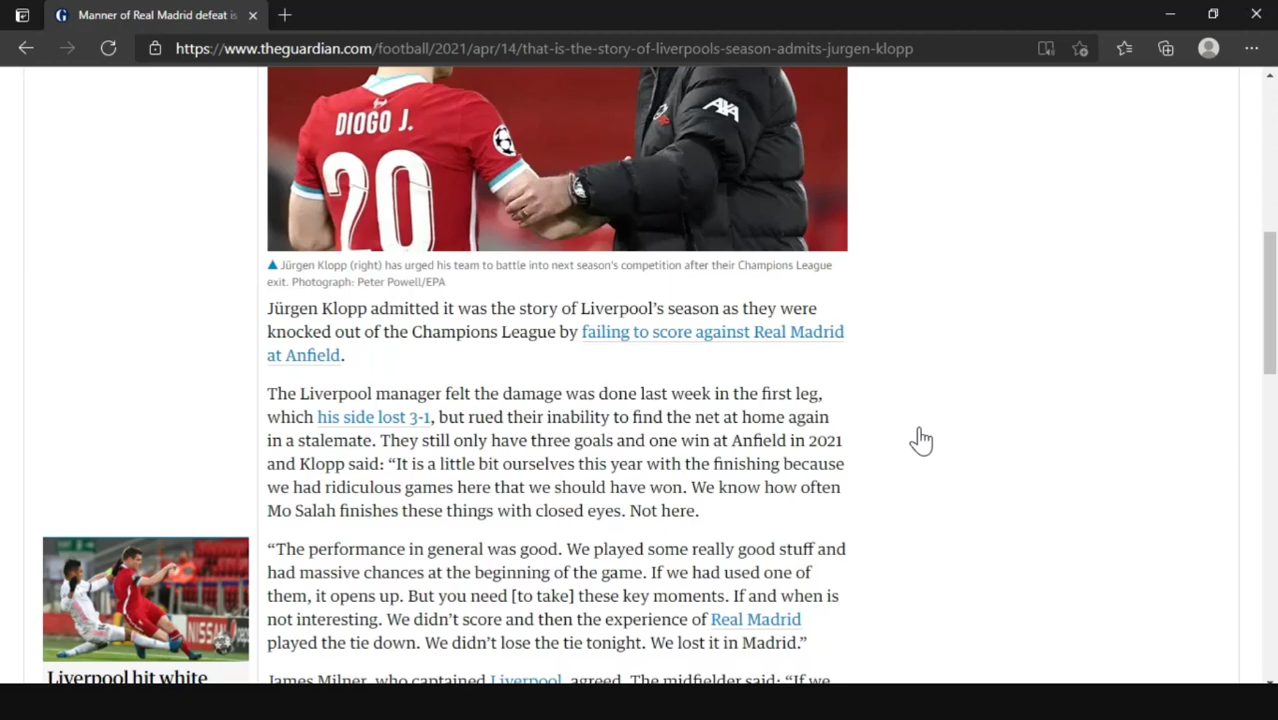 Manner of Real Madrid defeat is
https://www.theguardian.com/football/2021/apr/14/that-is-the-story-of-liverpools-season-admits-jurgen-klopp
DIOGO J.
20
AXA
Jürgen Klopp (right) has urged his team to battle into next season's competition after their Champions League
exit. Photograph: Peter Powell/EPA
Jürgen Klopp admitted it was the story of Liverpool’s season as they were
knocked out of the Champions League by failing to score against Real Madrid
at Anfield.
The Liverpool manager felt the damage was done last week in the first leg,
which his side lost 3-1, but rued their inability to find the net at home again
in a stalemate. They still only have three goals and one win at Anfield in 2021
and Klopp said: “It is a little bit ourselves this year with the finishing because
we had ridiculous games here that we should have won. We know how often
Mo Salah finishes these things with closed eyes. Not here.
“The performance in general was good. We played some really good stuff and
had massive chances at the beginning of the game. If we had used one of
them, it opens up. But you need [to take] these key moments. If and when is
not interesting. We didn’t score and then the experience of Real Madrid
played the tie down. We didn’t lose the tie tonight. We lost it in Madrid.”
NISSAN
Liverpool hit white
James Milner, who captained Liverpool, agreed. The midfielder said: “If we